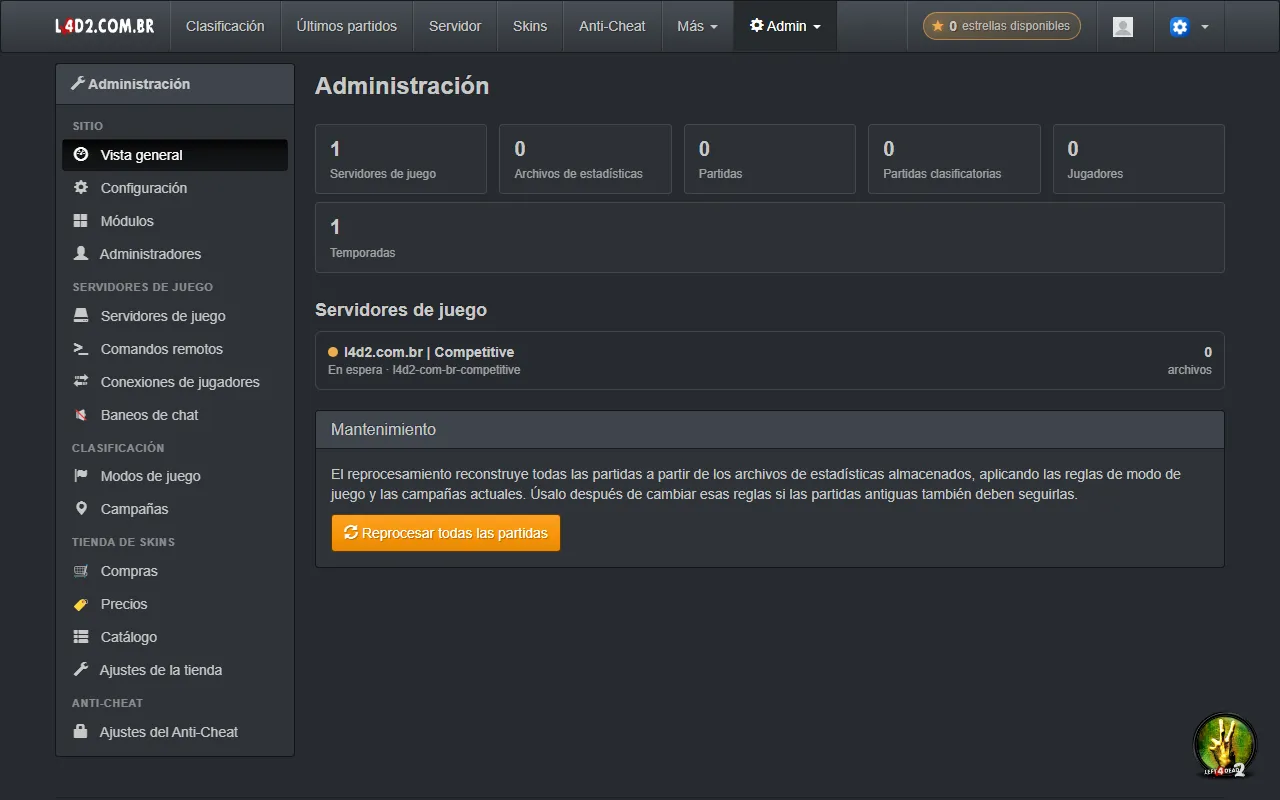 L4D2.COM.BR
Clasificación
Últimos partidos
Servidor
Skins
Anti-Cheat
Más
Admin
0 estrellas disponibles
Administración
SITIO
Vista general
Configuración
Módulos
Administradores
SERVIDORES DE JUEGO
Servidores de juego
Comandos remotos
Conexiones de jugadores
Baneos de chat
CLASIFICACIÓN
Modos de juego
Campañas
TIENDA DE SKINS
Compras
Precios
Catálogo
Ajustes de la tienda
ANTI-CHEAT
Ajustes del Anti-Cheat
Administración
1
Servidores de juego
0
Archivos de estadísticas
0
Partidas
0
Partidas clasificatorias
0
Jugadores
1
Temporadas
Servidores de juego
l4d2.com.br | Competitive
En espera · l4d2-com-br-competitive
0
archivos
Mantenimiento
El reprocesamiento reconstruye todas las partidas a partir de los archivos de estadísticas almacenados, aplicando las reglas de modo de
juego y las campañas actuales. Úsalo después de cambiar esas reglas si las partidas antiguas también deben seguirlas.
Reprocesar todas las partidas
LEFT 4 DEAD 2